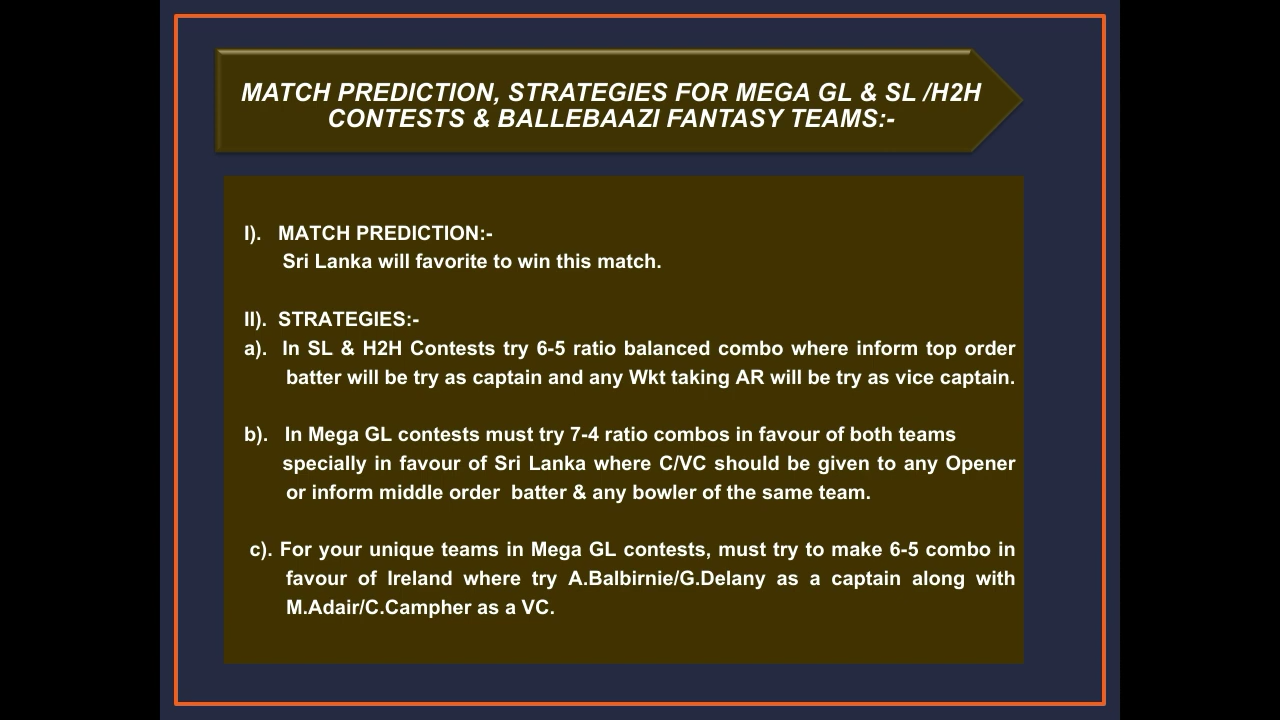 MATCH PREDICTION, STRATEGIES FOR MEGA GL & SL /H2H
CONTESTS & BALLEBAAZI FANTASY TEAMS:-
I). MATCH PREDICTION:-
Sri Lanka will favorite to win this match.
II). STRATEGIES:-
a). In SL & H2H Contests try 6-5 ratio balanced combo where inform top order
batter will be try as captain and any Wkt taking AR will be try as vice captain.
b). In Mega GL contests must try 7-4 ratio combos in favour of both teams
specially in favour of Sri Lanka where C/VC should be given to any Opener
or inform middle order batter & any bowler of the same team.
c). For your unique teams in Mega GL contests, must try to make 6-5 combo in
favour of Ireland where try A.Balbirnie/G.Delany as a captain along with
M.Adair/C.Campher as a VC.